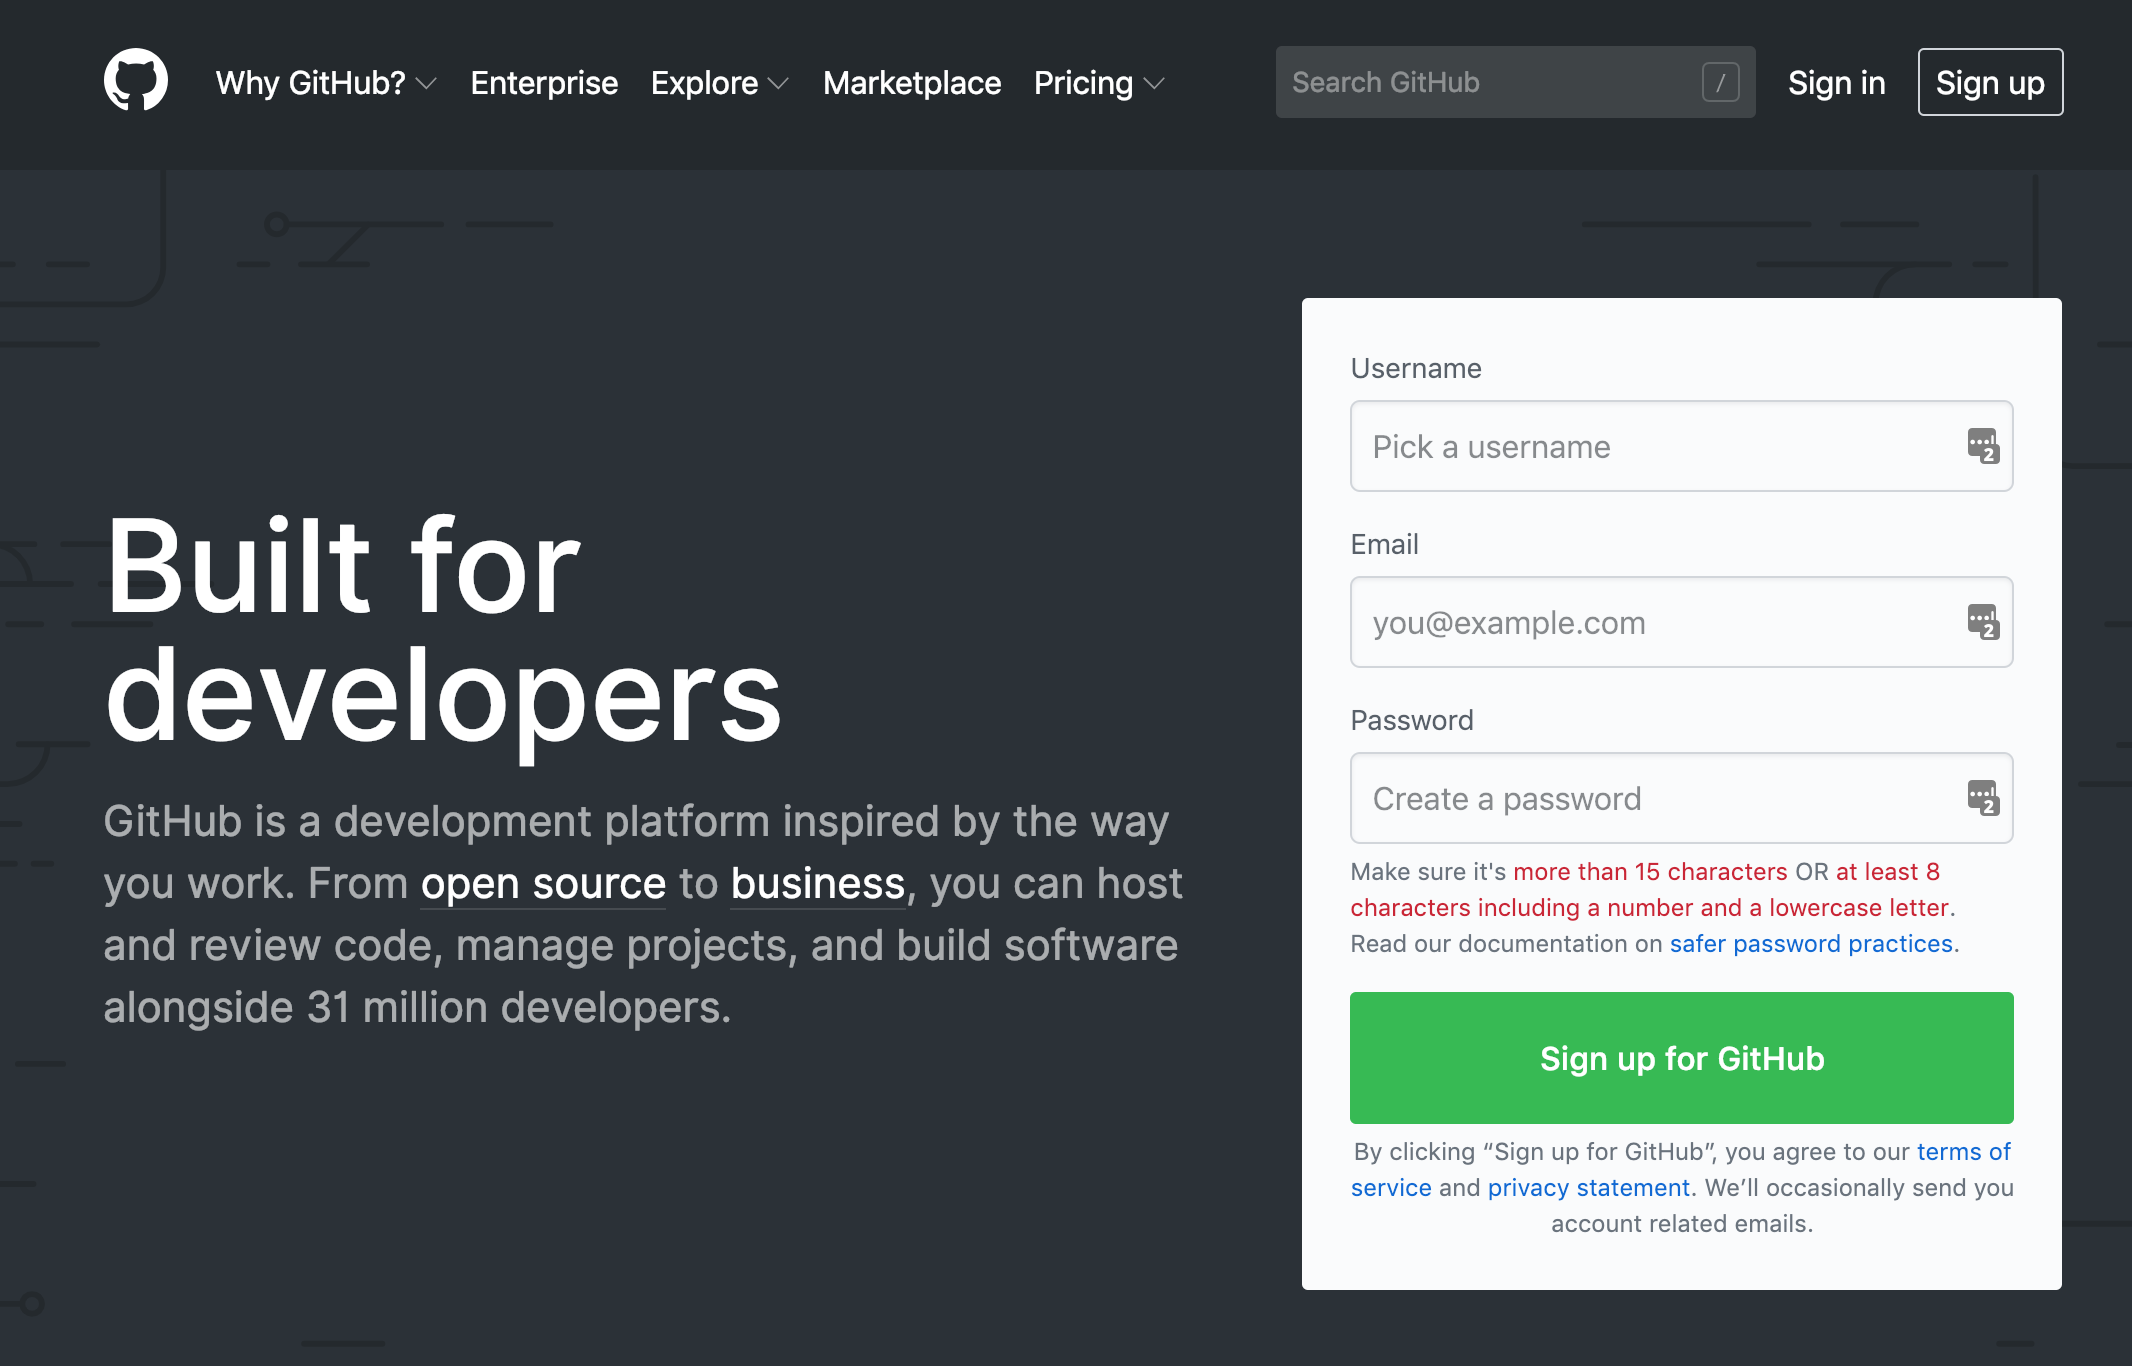 Why GitHub? Enterprise Explore Marketplace Pricing Search GitHub / Sign in Sign up
Built for
developers
GitHub is a development platform inspired by the way
you work. From open source to business, you can host
and review code, manage projects, and build software
alongside 31 million developers.
Username
Pick a username 2
Email
you@example.com 2
Password
Create a password 2
Make sure it's more than 15 characters OR at least 8
characters including a number and a lowercase letter.
Read our documentation on safer password practices.
Sign up for GitHub
By clicking “Sign up for GitHub”, you agree to our terms of
service and privacy statement. We’ll occasionally send you
account related emails.